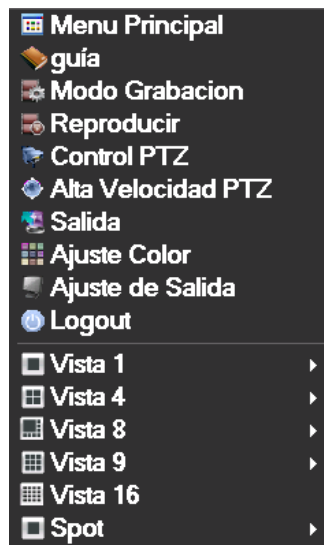 Menu Principal
guía
Modo Grabacion
Reproducir
Control PTZ
Alta Velocidad PTZ
Salida
Ajuste Color
Ajuste de Salida
Logout
Vista 1
Vista 4
Vista 8
Vista 9
Vista 16
Spot